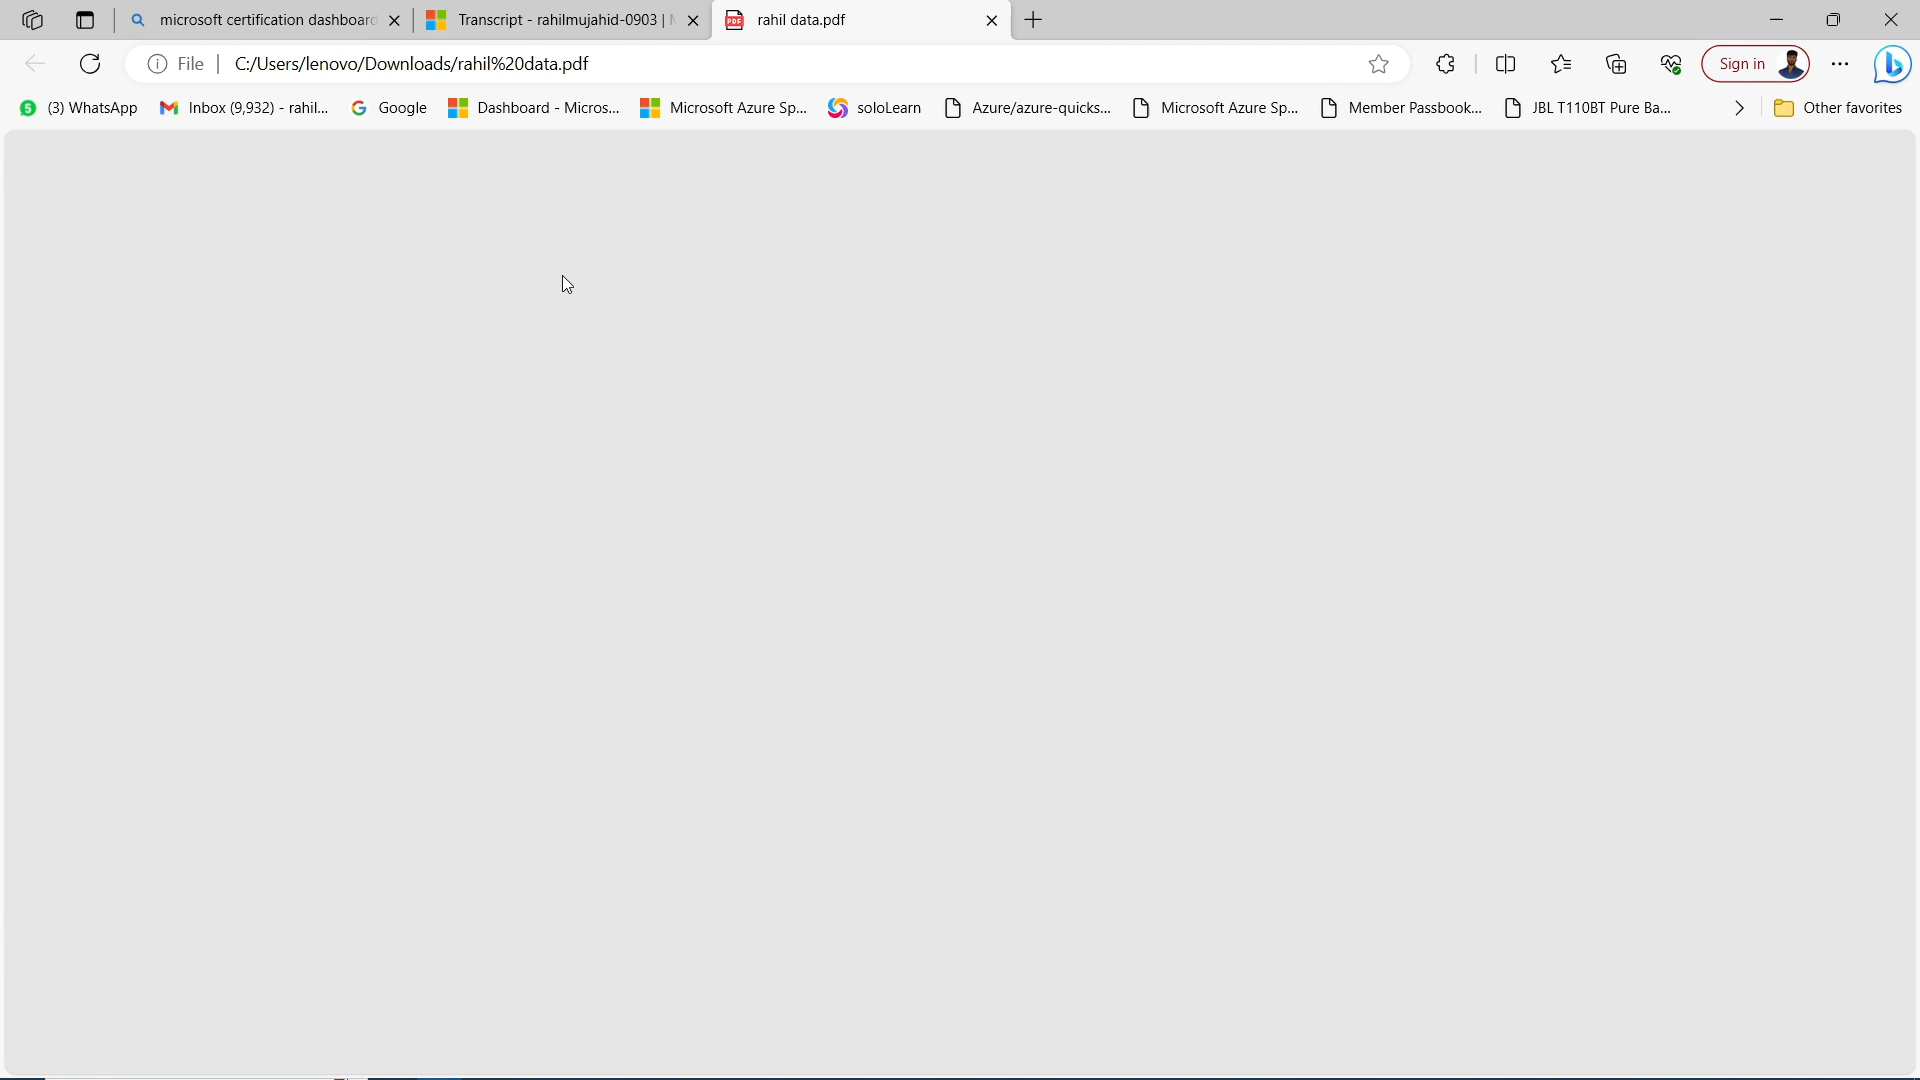 microsoft certification dashboard
Transcript - rahilmujahid-0903 |
rahil data.pdf
File
C:/Users/lenovo/Downloads/rahil%20data.pdf
Sign in
(3) WhatsApp
Inbox (9,932) - rahil...
Google
Dashboard - Micros...
Microsoft Azure Sp...
soloLearn
Azure/azure-quicks...
Microsoft Azure Sp...
Member Passbook...
JBL T110BT Pure Ba...
Other favorites